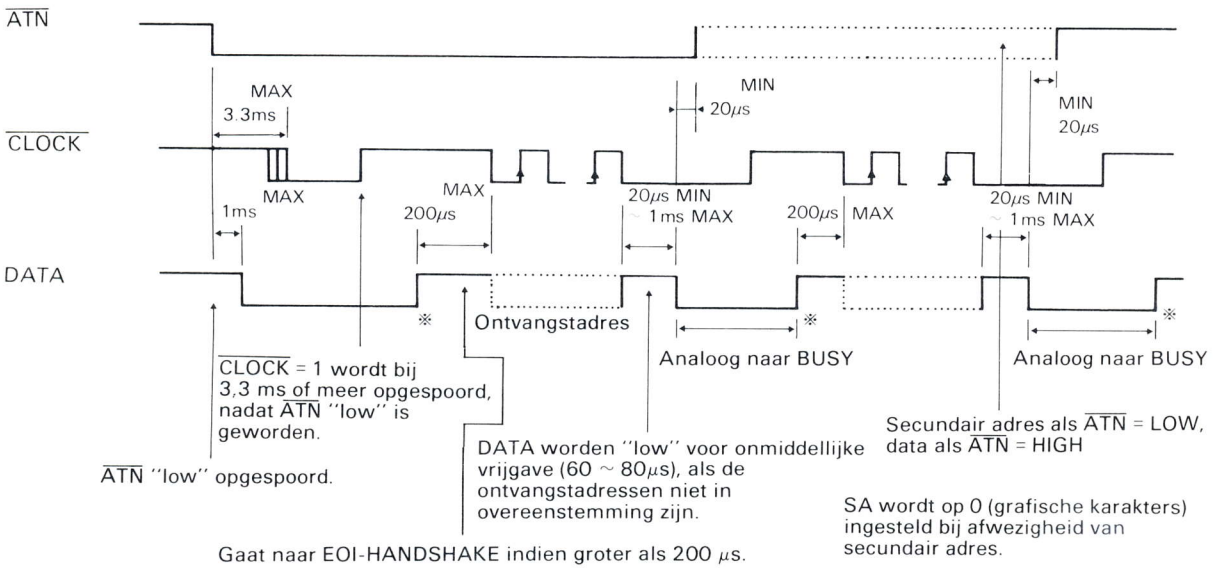 ATN
MAX
3.3ms
MIN
20µs
MIN
20µs
CLOCK
MAX
1ms
MAX
200µs
20µs MIN
~ 1ms MAX
200µs MAX
20µs MIN
~ 1ms MAX
DATA
※
Ontvangstadres
※
Analoog naar BUSY
※
Analoog naar BUSY
CLOCK = 1 wordt bij
3,3 ms of meer opgespoord,
nadat ATN "low" is
geworden.
ATN "low" opgespoord.
DATA worden "low" voor onmiddellijke
vrijgave (60 ~ 80µs), als de
ontvangstadressen niet in
overeenstemming zijn.
Gaat naar EOI-HANDSHAKE indien groter als 200 µs.
Secundair adres als ATN = LOW,
data als ATN = HIGH
SA wordt op 0 (grafische karakters)
ingesteld bij afwezigheid van
secundair adres.